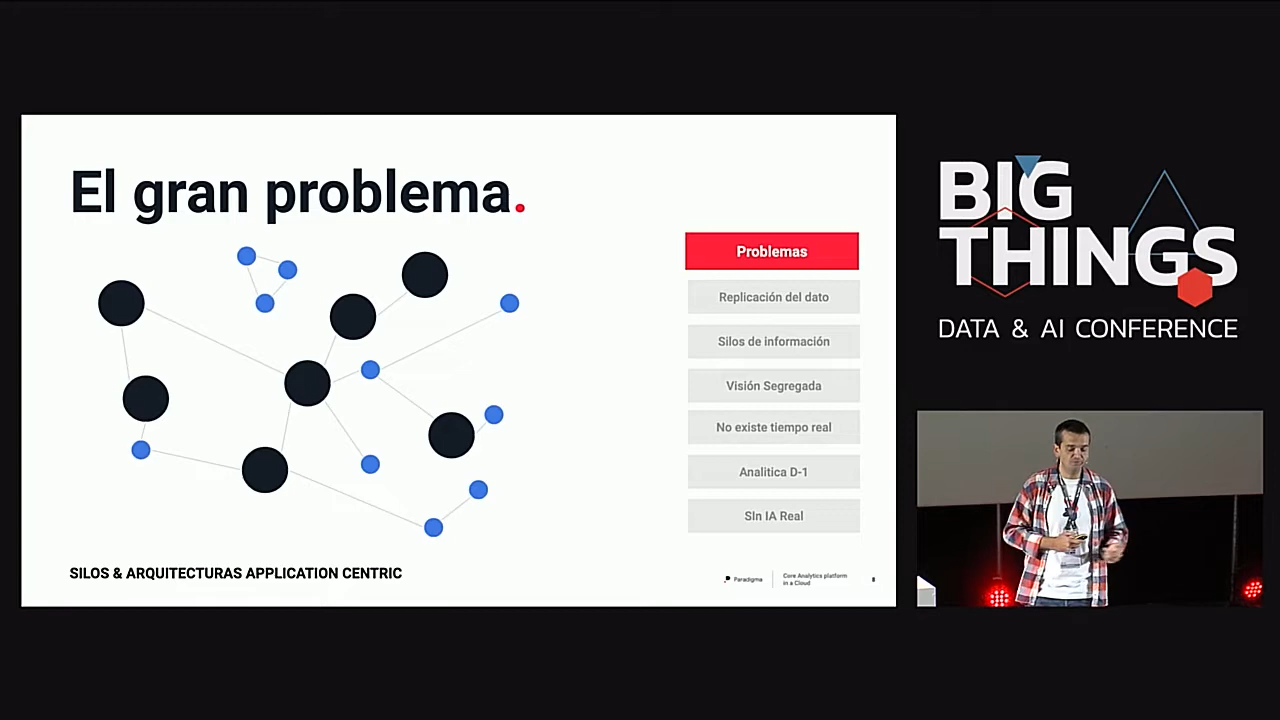 El gran problema.
Problemas
Replicación del dato
Silos de información
Visión Segregada
No existe tiempo real
Analitica D-1
SIn IA Real
SILOS & ARQUITECTURAS APPLICATION CENTRIC
Paradigma
Core Analytics platform
in a Cloud
8
BIG
THINGS
DATA & AI CONFERENCE